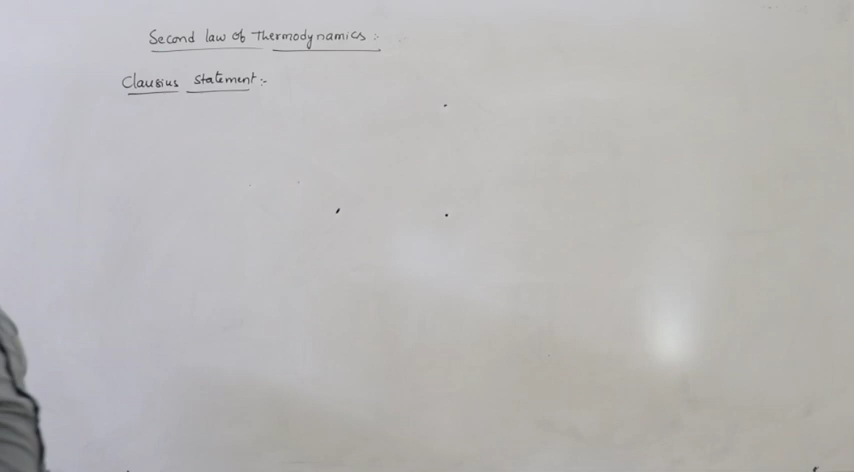 Second law of Thermodynamics :-
Clausius Statement :-